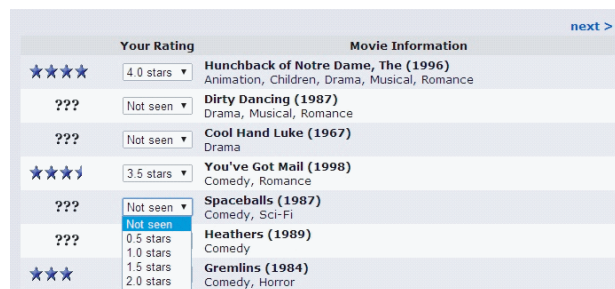 next >
Your Rating Movie Information
4.0 stars Hunchback of Notre Dame, The (1996)
Animation, Children, Drama, Musical, Romance
??? Not seen Dirty Dancing (1987)
Drama, Musical, Romance
??? Not seen Cool Hand Luke (1967)
Drama
3.5 stars You've Got Mail (1998)
Comedy, Romance
??? Not seen Spaceballs (1987)
Comedy, Sci-Fi
Not seen
??? 0.5 stars Heathers (1989)
1.0 stars Comedy
1.5 stars Gremlins (1984)
2.0 stars Comedy, Horror